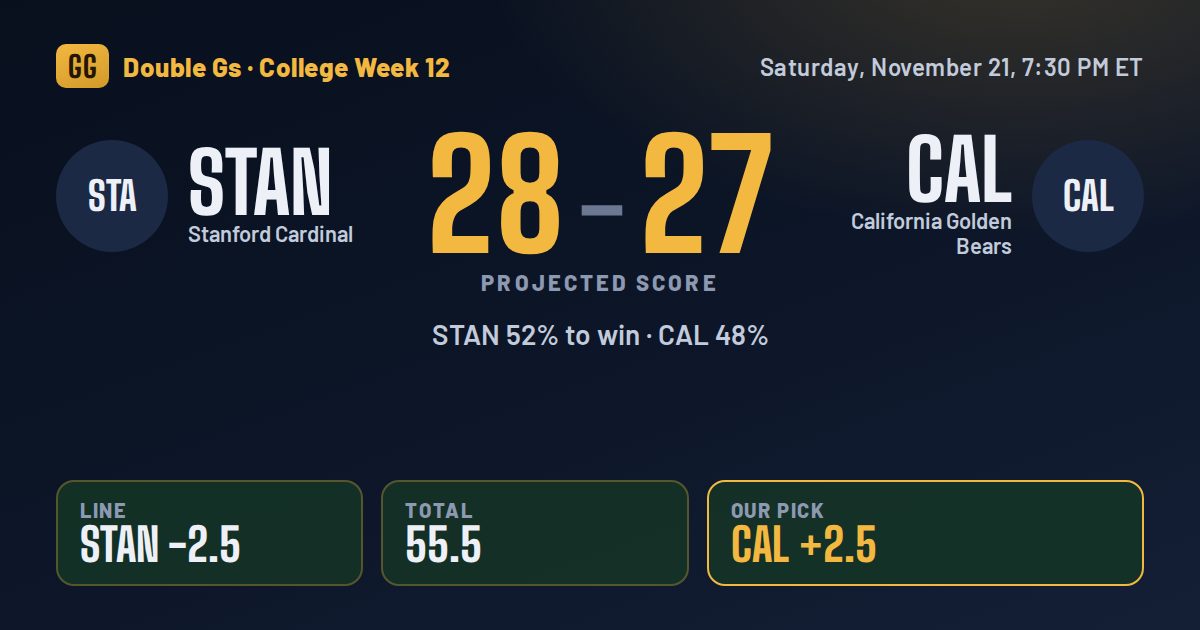 GG
Double Gs · College Week 12
Saturday, November 21, 7:30 PM ET
STA
STAN
Stanford Cardinal
28 – 27
PROJECTED SCORE
STAN 52% to win · CAL 48%
CAL
California Golden
Bears
CAL
LINE
STAN −2.5
TOTAL
55.5
OUR PICK
CAL +2.5